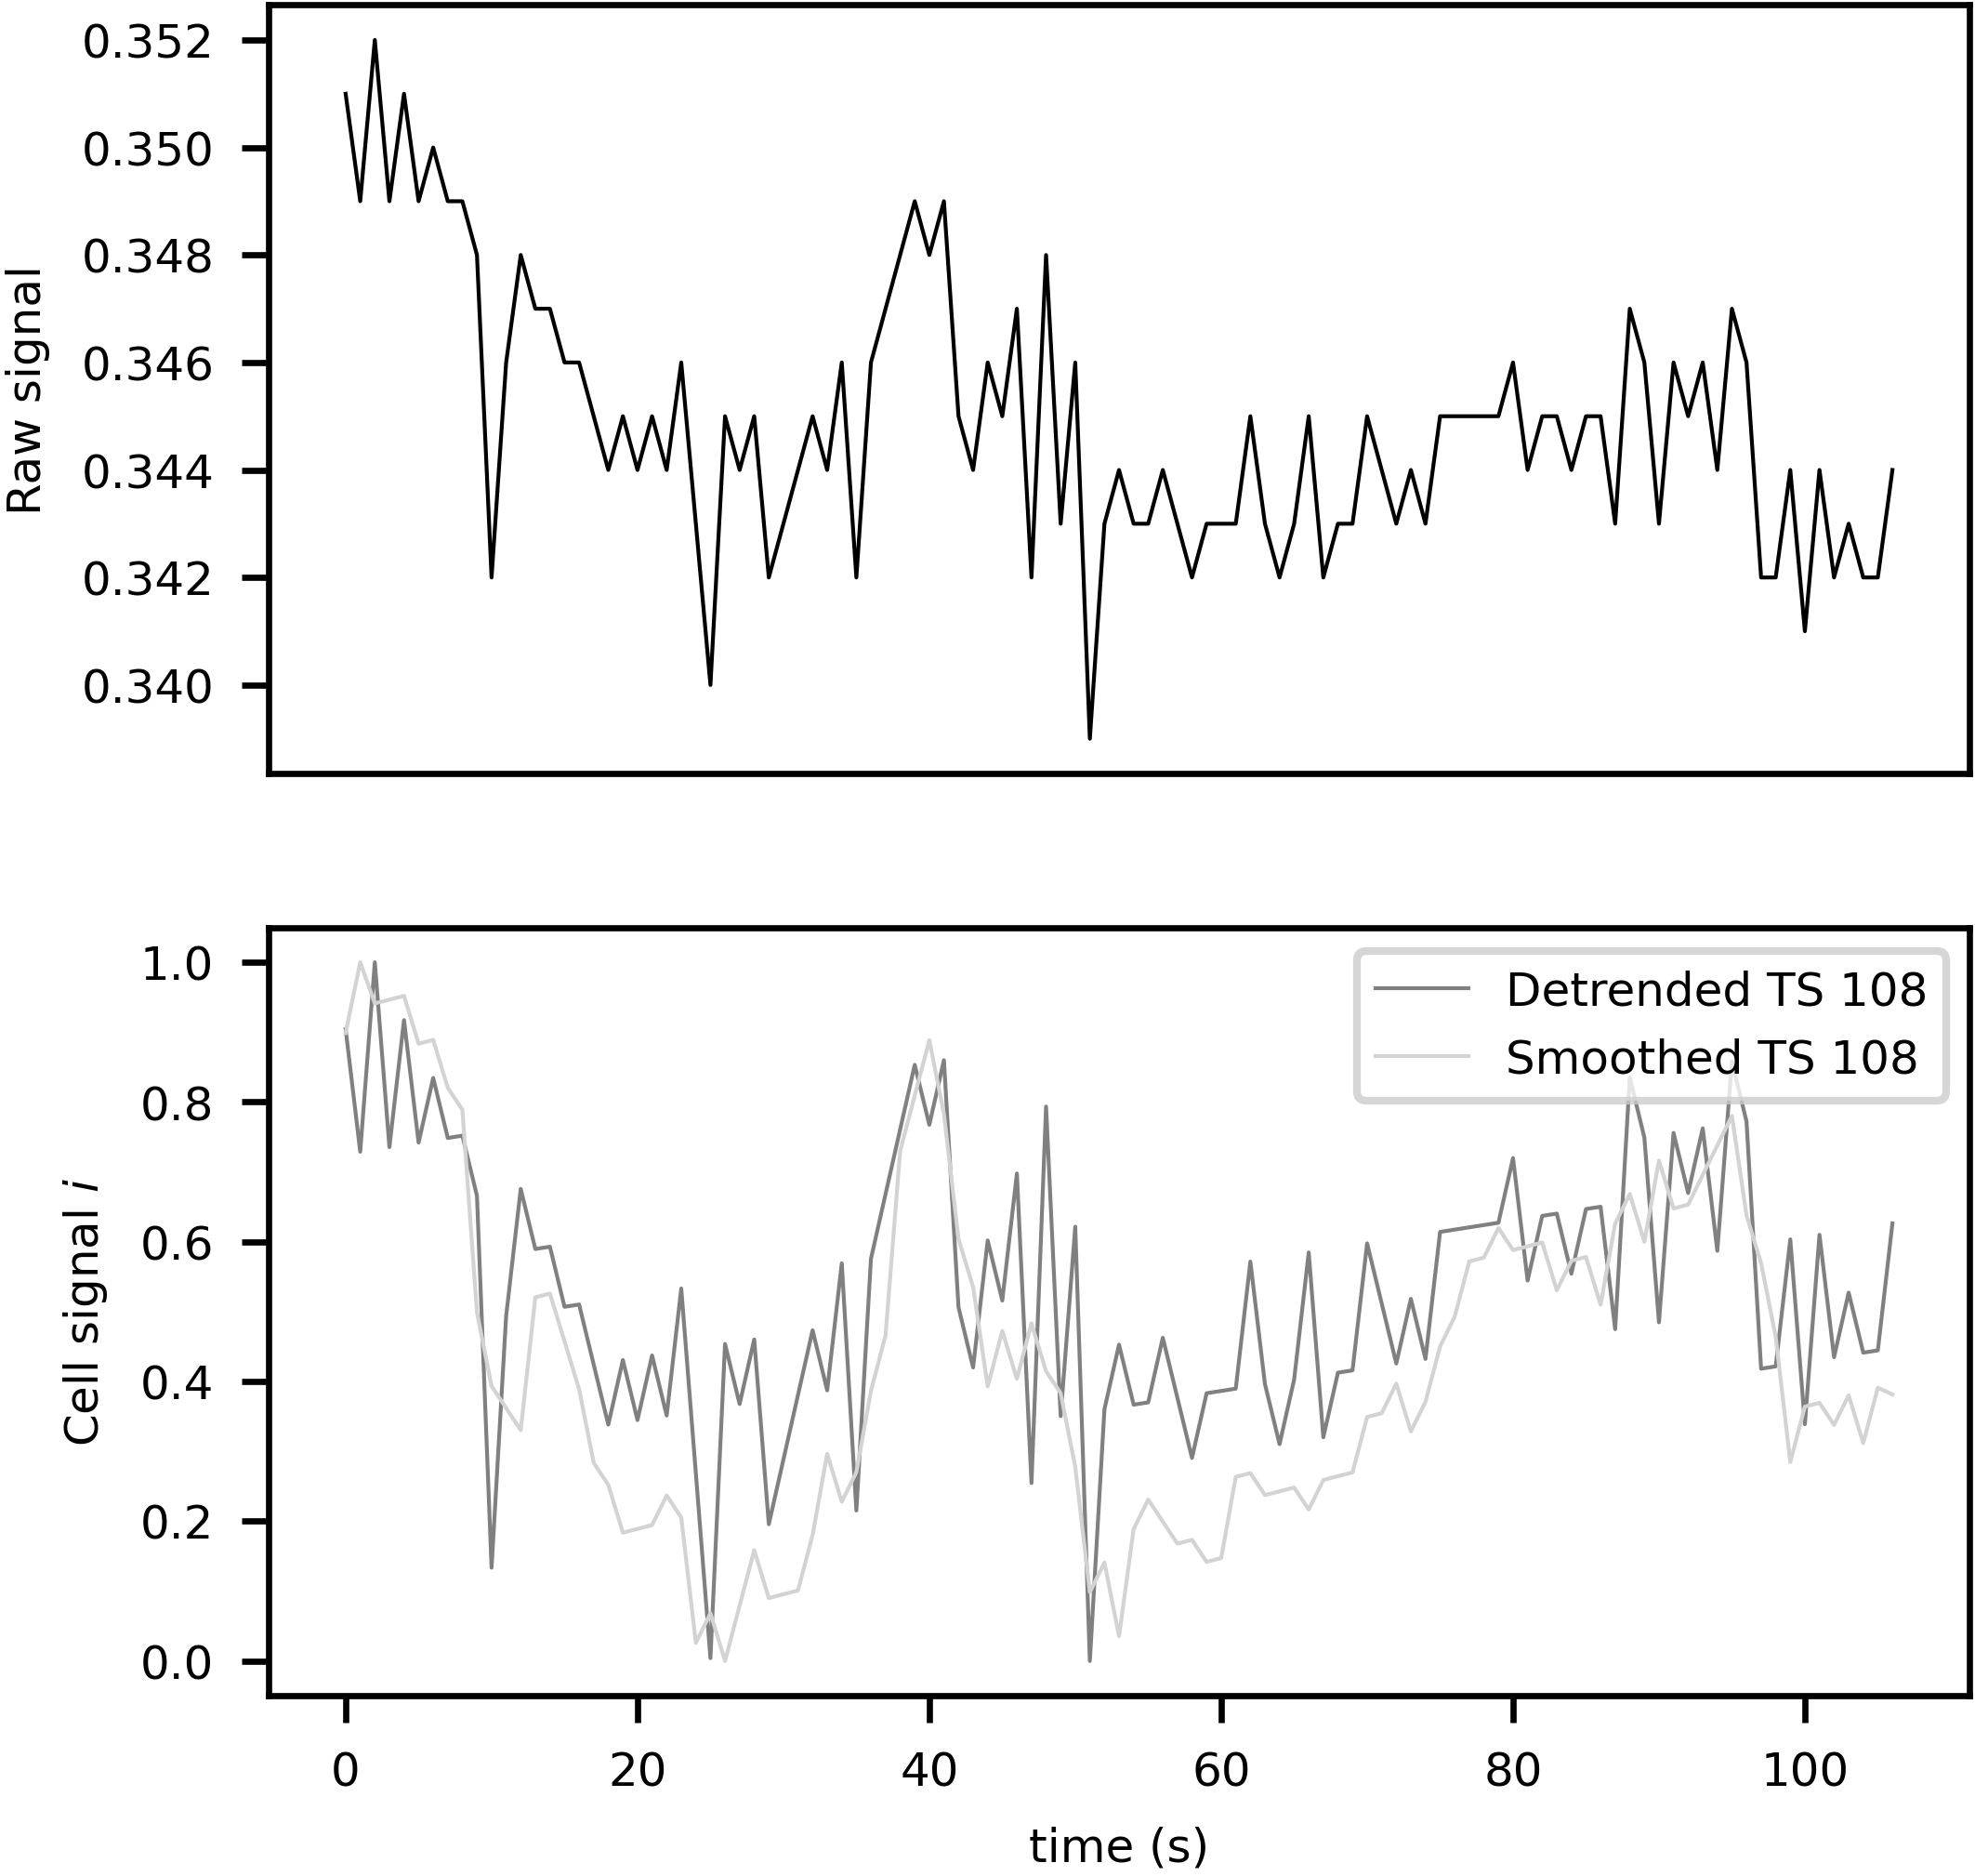 0.352
0.350
0.348
0.346
0.344
0.342
0.340
Raw signal
1.0
0.8
0.6
0.4
0.2
0.0
Cell signal i
Detrended TS 108
Smoothed TS 108
0 20 40 60 80 100
time (s)